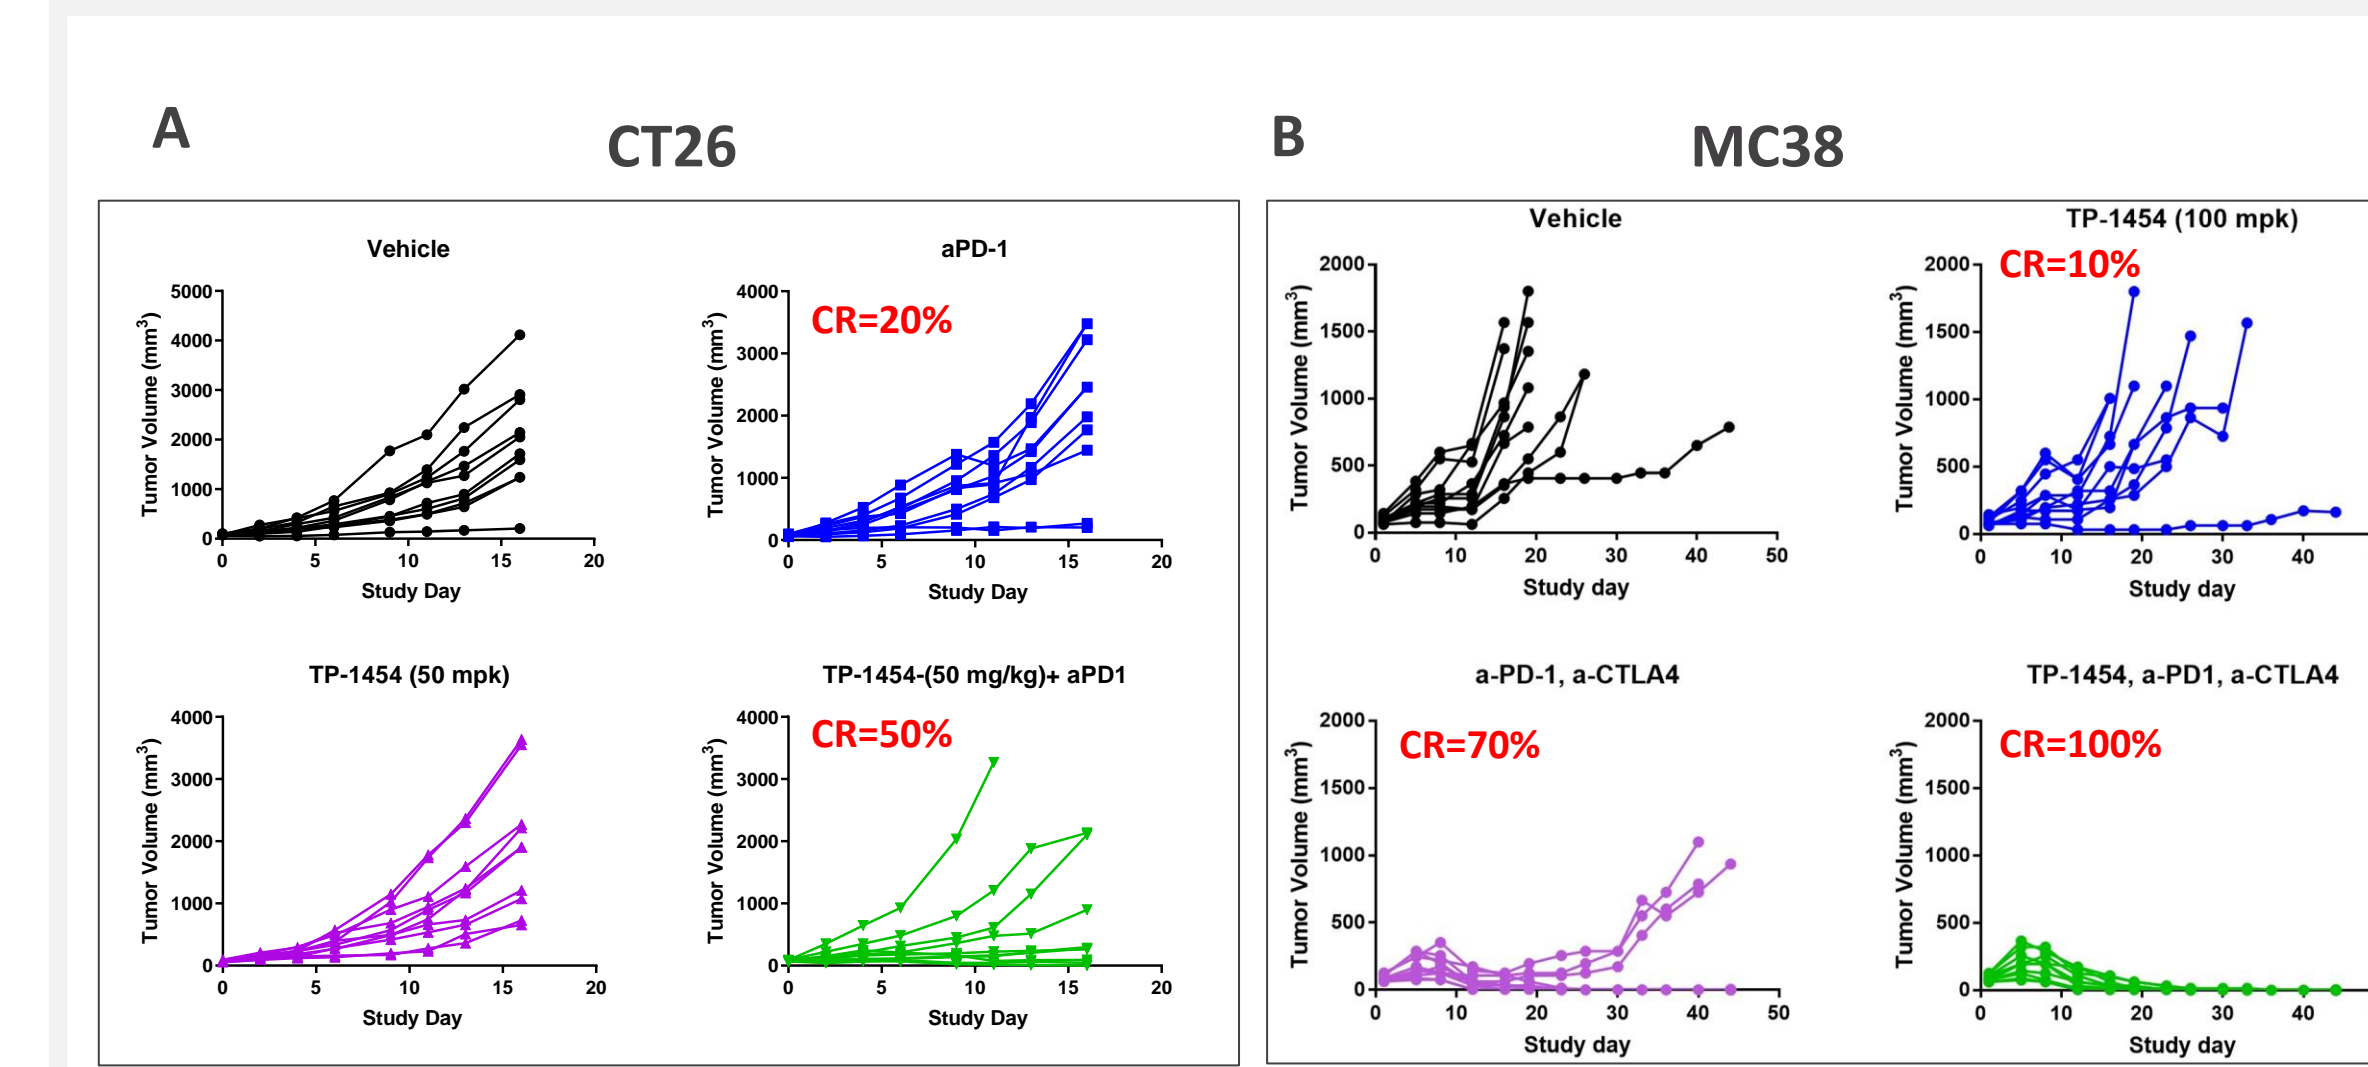 A
CT26
Vehicle
5000
4000
3000
2000
1000
0
Tumor Volume (mm³)
0 5 10 15 20
Study Day
aPD-1
CR=20%
4000
3000
2000
1000
0
Tumor Volume (mm³)
0 5 10 15 20
Study Day
TP-1454 (50 mpk)
4000
3000
2000
1000
0
Tumor Volume (mm³)
0 5 10 15 20
Study Day
TP-1454-(50 mg/kg)+ aPD1
CR=50%
4000
3000
2000
1000
0
Tumor Volume (mm³)
0 5 10 15 20
Study Day
B
MC38
Vehicle
2000
1500
1000
500
0
Tumor Volume (mm³)
0 10 20 30 40 50
Study day
TP-1454 (100 mpk)
CR=10%
2000
1500
1000
500
0
Tumor Volume (mm³)
0 10 20 30 40
Study day
a-PD-1, a-CTLA4
CR=70%
2000
1500
1000
500
0
Tumor Volume (mm³)
0 10 20 30 40 50
Study day
TP-1454, a-PD1, a-CTLA4
CR=100%
2000
1500
1000
500
0
Tumor Volume (mm³)
0 10 20 30 40
Study day